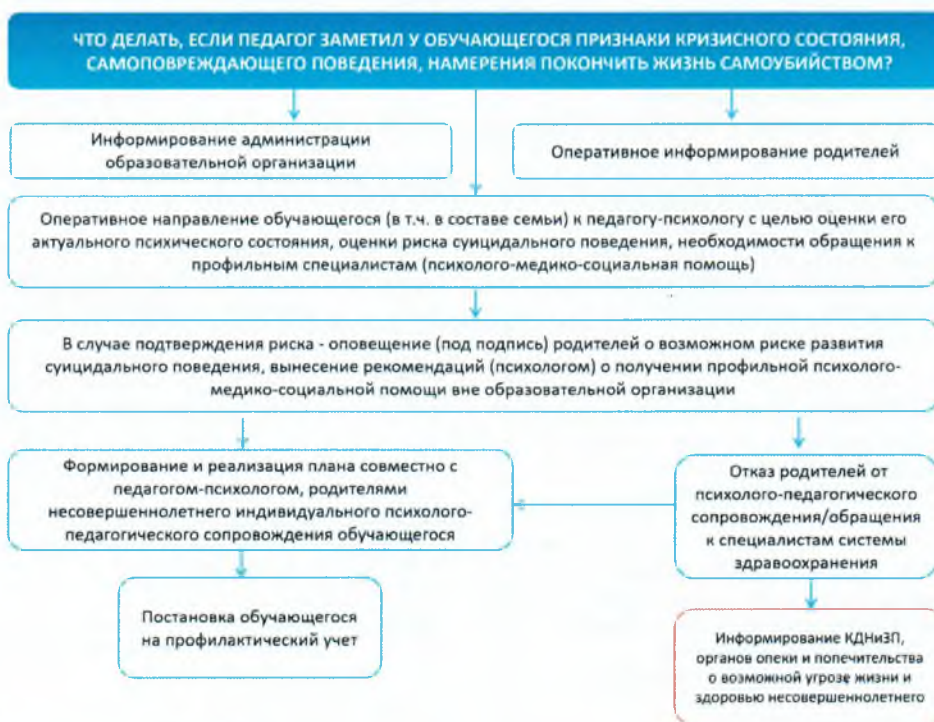 ЧТО ДЕЛАТЬ, ЕСЛИ ПЕДАГОГ ЗАМЕТИЛ У ОБУЧАЮЩЕГОСЯ ПРИЗНАКИ КРИЗИСНОГО СОСТОЯНИЯ,
САМОПОВРЕЖДАЮЩЕГО ПОВЕДЕНИЯ, НАМЕРЕНИЯ ПОКОНЧИТЬ ЖИЗНЬ САМОУБИЙСТВОМ?
Информирование администрации
образовательной организации
Оперативное информирование родителей
Оперативное направление обучающегося (в т.ч. в составе семьи) к педагогу-психологу с целью оценки его
актуального психического состояния, оценки риска суицидального поведения, необходимости обращения к
профильным специалистам (психолого-медико-социальная помощь)
В случае подтверждения риска - оповещение (под подпись) родителей о возможном риске развития
суицидального поведения, вынесение рекомендаций (психологом) о получении профильной психолого-
медико-социальной помощи вне образовательной организации
Формирование и реализация плана совместно с
педагогом-психологом, родителями
несовершеннолетнего индивидуального психолого-
педагогического сопровождения обучающегося
Отказ родителей от
психолого-педагогического
сопровождения/обращения
к специалистам системы
здравоохранения
Постановка обучающегося
на профилактический учет
Информирование КДНиЗП,
органов опеки и попечительства
о возможной угрозе жизни и
здоровью несовершеннолетнего